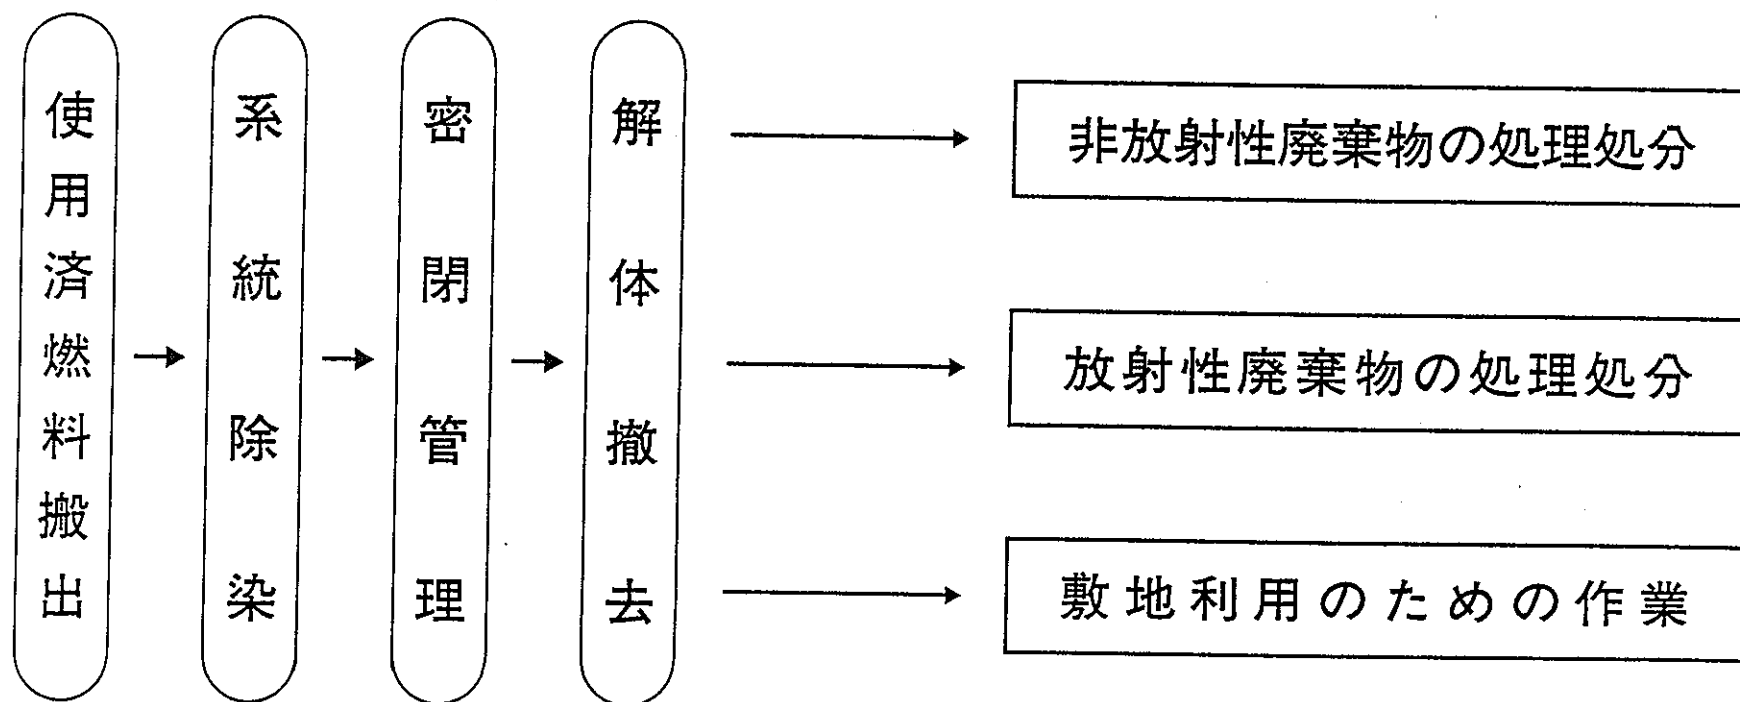 使用済燃料搬出
系統除染
密閉管理
解体撤去
非放射性廃棄物の処理処分
放射性廃棄物の処理処分
敷地利用のための作業